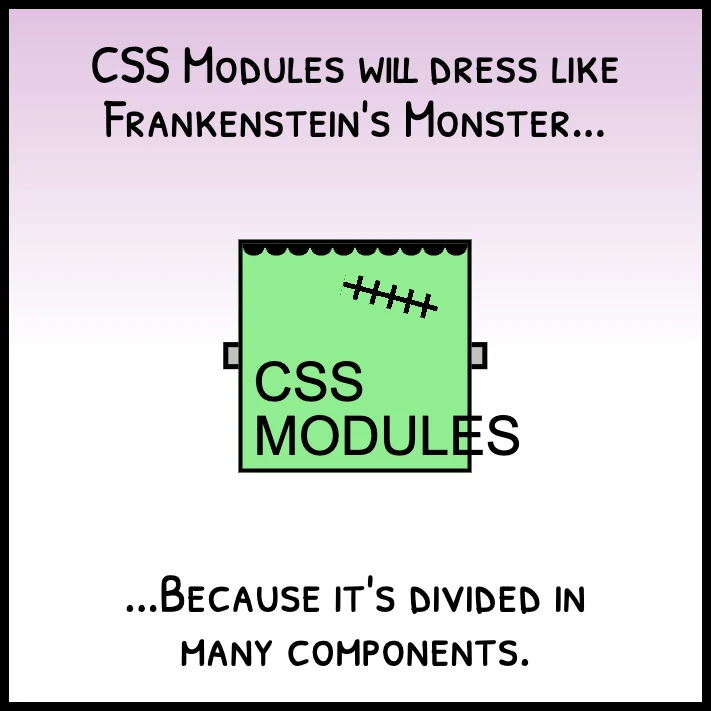 CSS Modules will dress like
Frankenstein's Monster...
CSS
MODULES
...Because it's divided in
many components.